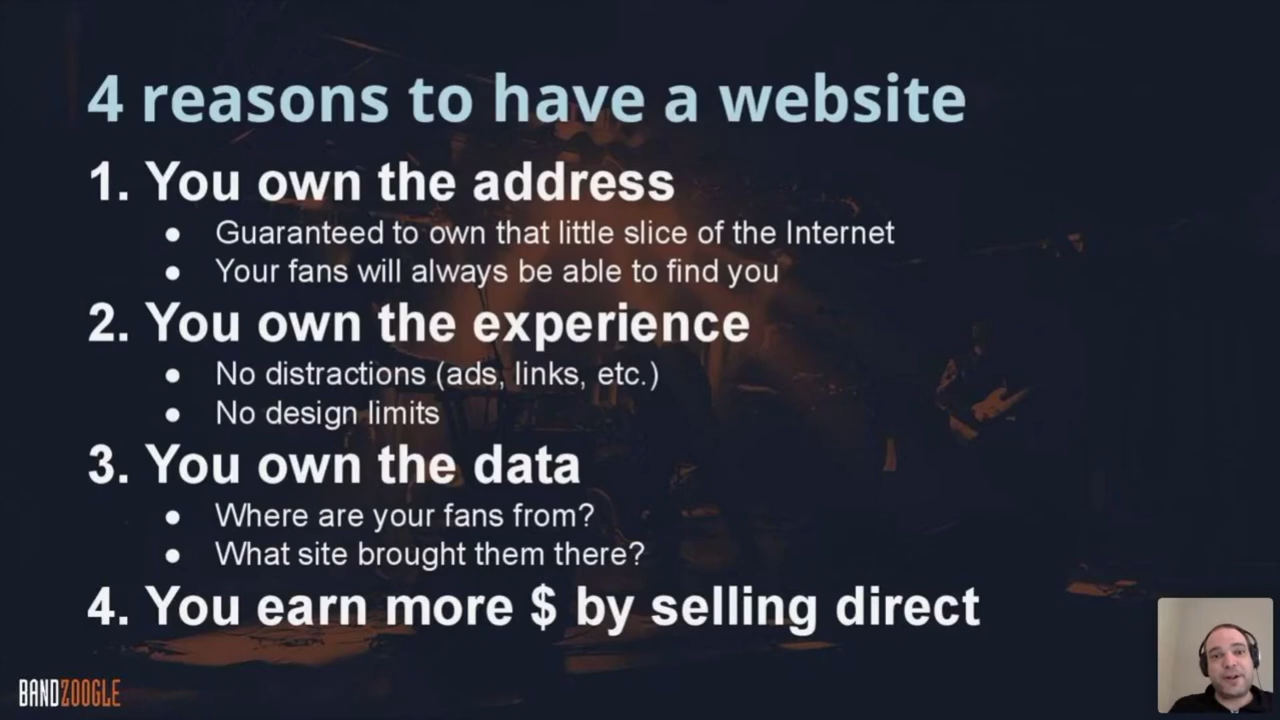 4 reasons to have a website
1. You own the address
● Guaranteed to own that little slice of the Internet
● Your fans will always be able to find you
2. You own the experience
● No distractions (ads, links, etc.)
● No design limits
3. You own the data
● Where are your fans from?
● What site brought them there?
4. You earn more $ by selling direct
BANDZOOGLE